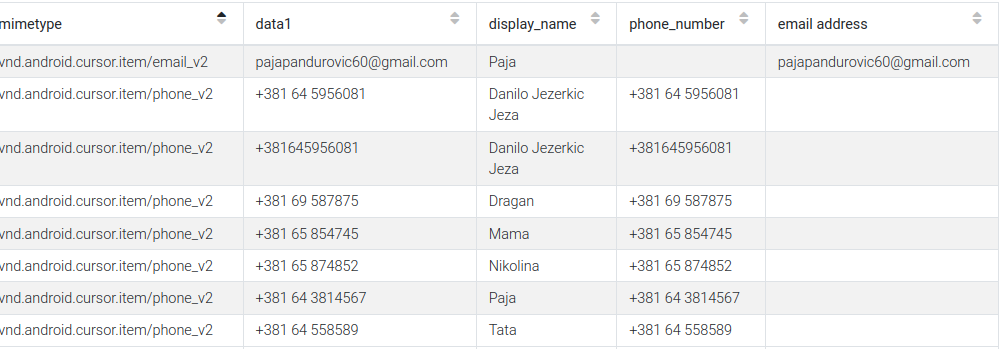 mimetype data1 display_name phone_number email address
vnd.android.cursor.item/email_v2 pajapandurovic60@gmail.com Paja pajapandurovic60@gmail.com
vnd.android.cursor.item/phone_v2 +381 64 5956081 Danilo Jezerkic +381 64 5956081
Jeza
vnd.android.cursor.item/phone_v2 +381645956081 Danilo Jezerkic +381645956081
Jeza
vnd.android.cursor.item/phone_v2 +381 69 587875 Dragan +381 69 587875
vnd.android.cursor.item/phone_v2 +381 65 854745 Mama +381 65 854745
vnd.android.cursor.item/phone_v2 +381 65 874852 Nikolina +381 65 874852
vnd.android.cursor.item/phone_v2 +381 64 3814567 Paja +381 64 3814567
vnd.android.cursor.item/phone_v2 +381 64 558589 Tata +381 64 558589